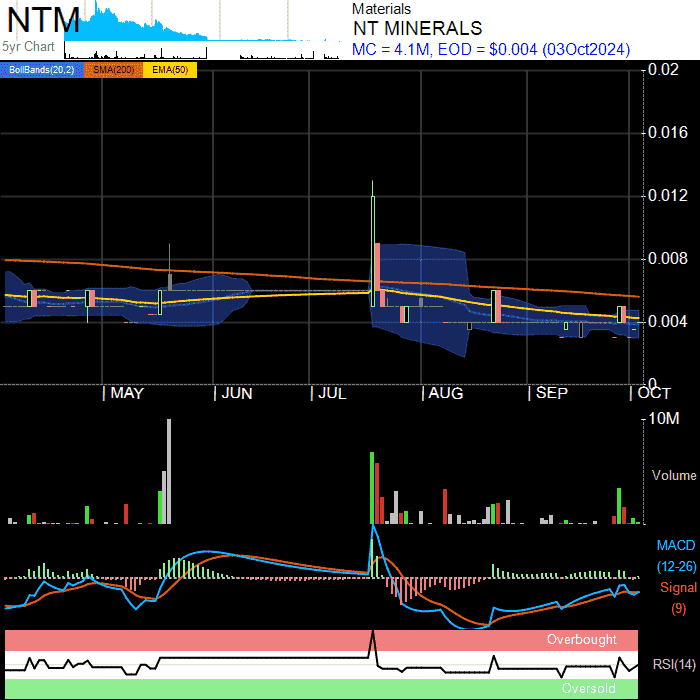 NTM
5yr Chart
Materials
NT MINERALS
MC = 4.1M, EOD = $0.004 (03Oct2024)
BollBands(20,2) SMA(200) EMA(50)
0.02
0.016
0.012
0.008
0.004
0
MAY JUN JUL AUG SEP OCT
10M
Volume
MACD
(12-26)
Signal
(9)
Overbought
RSI(14)
Oversold